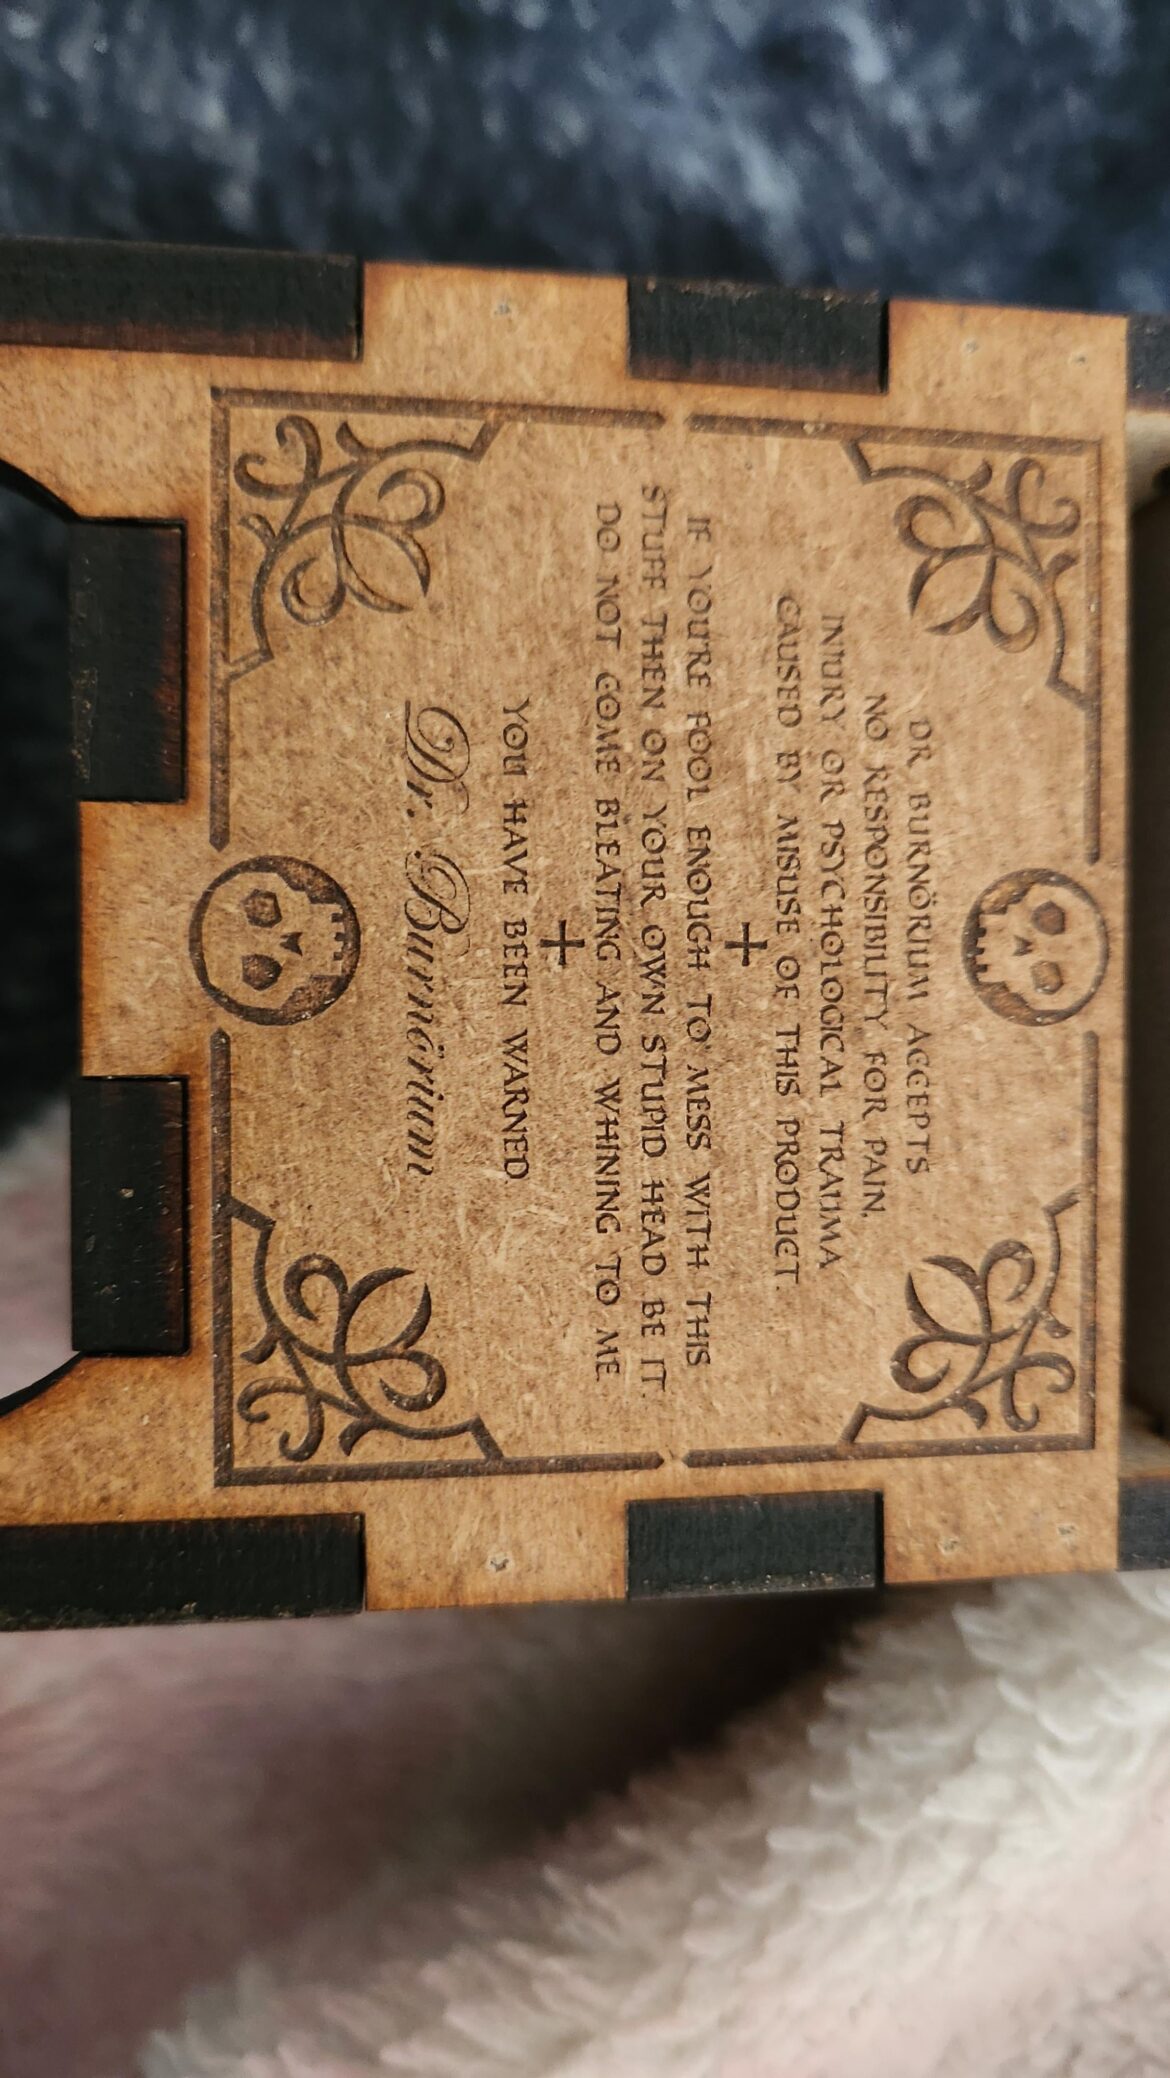 DR. BURNÖRIUM ACCEPTS
NO RESPONSIBILITY FOR PAIN,
INJURY OR PSYCHOLOGICAL TRAUMA
CAUSED BY MISUSE OF THIS PRODUCT.
IF YOU'RE FOOL ENOUGH TO MESS WITH THIS
STUFF THEN ON YOUR OWN STUPID HEAD BE IT.
DO NOT COME BLEATING AND WHINING TO ME.
YOU HAVE BEEN WARNED
Dr. Burnörium